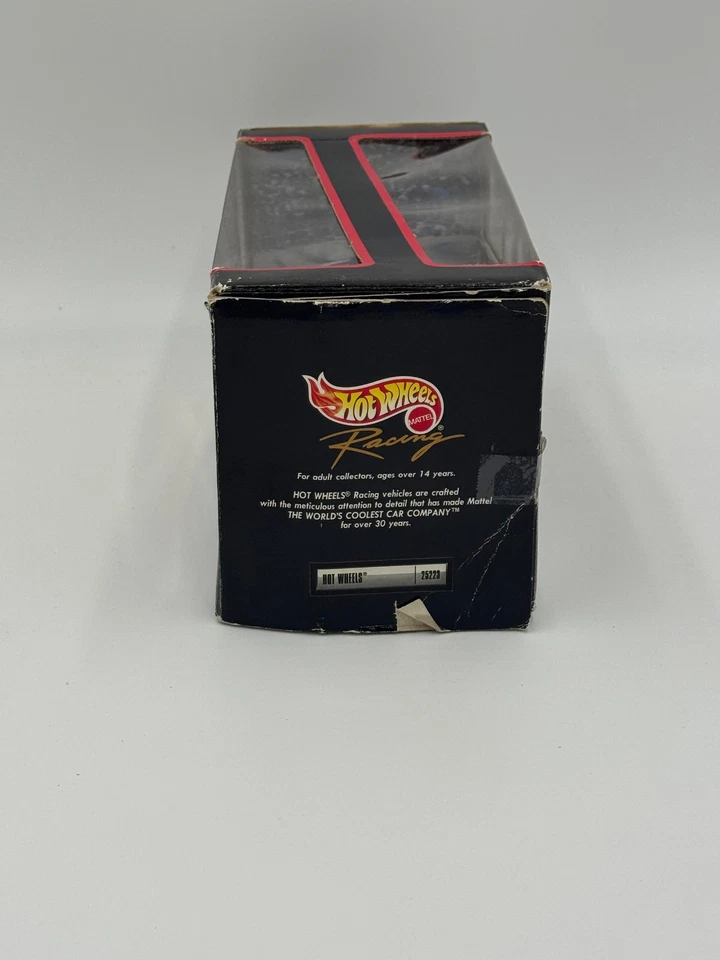 HOT WHEELS
MATTEL
®
Racing
For adult collectors, ages over 14 years.
HOT WHEELS® Racing vehicles are crafted
with the meticulous attention to detail that has made Mattel
THE WORLD'S COOLEST CAR COMPANY™
for over 30 years.
HOT WHEELS® 25223